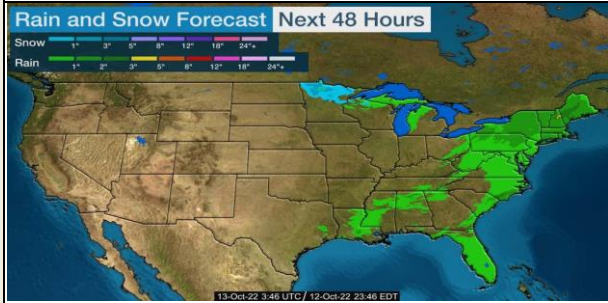 Rain and Snow Forecast Next 48 Hours
Snow
1" 3" 5" 8" 12" 18" 24"+
Rain
1" 2" 3" 5" 8" 12" 18" 24"+
13-Oct-22 3:46 UTC / 12-Oct-22 23:46 EDT